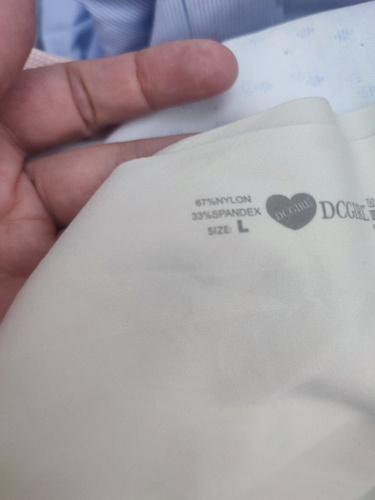 67%NYLON
33%SPANDEX
SIZE: L
DCGIRL
DCGIRL